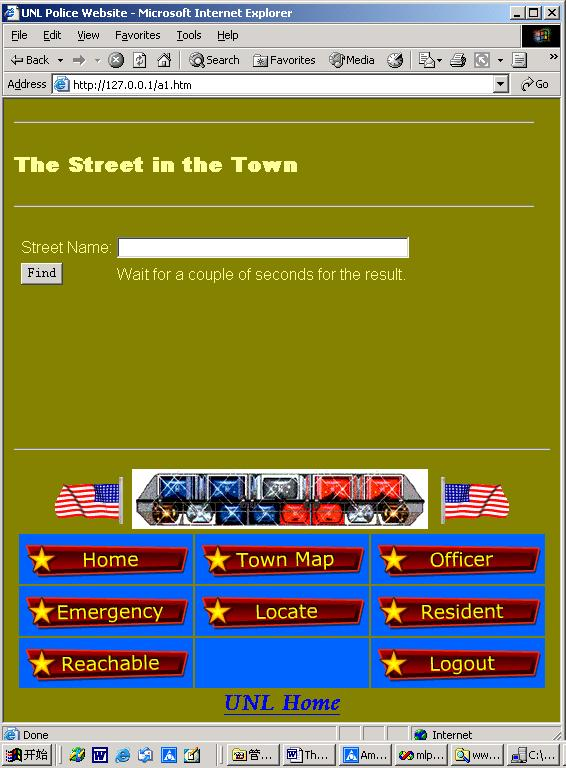 UNL Police Website - Microsoft Internet Explorer
File Edit View Favorites Tools Help
Back Search Favorites Media »
Address http://127.0.0.1/a1.htm Go
The Street in the Town
Street Name:
Find Wait for a couple of seconds for the result.
Home Town Map Officer
Emergency Locate Resident
Reachable Logout
UNL Home
Done Internet
开始 » 管... Th... Am... mlp... ww... C:\...